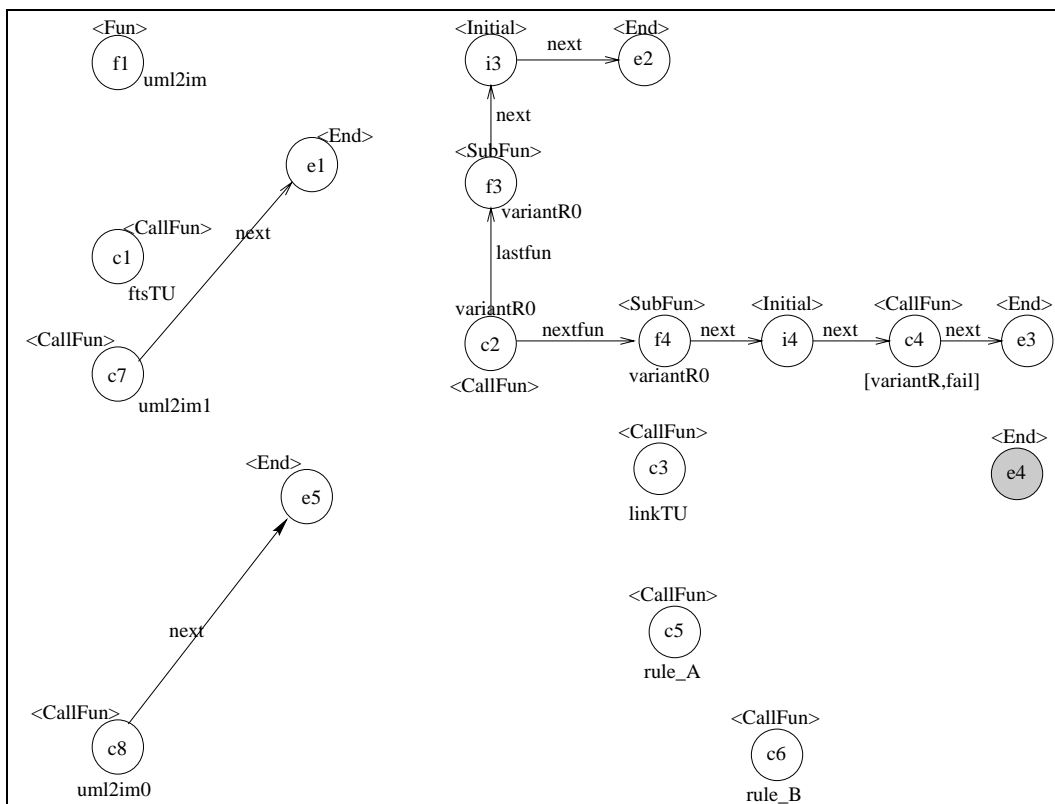 <Fun>
f1
uml2im
<End>
e1
next
<CallFun>
c1
ftsTU
<CallFun>
c7
uml2im1
<End>
e5
next
<CallFun>
c8
uml2im0
<Initial>
i3
next
<End>
e2
next
<SubFun>
f3
variantR0
lastfun
variantR0
c2
<CallFun>
nextfun
<SubFun>
f4
variantR0
next
<Initial>
i4
next
<CallFun>
c4
[variantR,fail]
next
<End>
e3
<CallFun>
c3
linkTU
<End>
e4
<CallFun>
c5
rule_A
<CallFun>
c6
rule_B